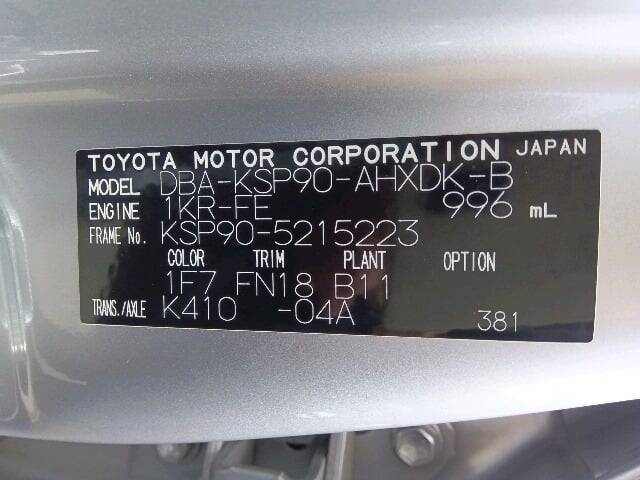 TOYOTA MOTOR CORPORATION JAPAN
MODEL DBA-KSP90-AHXDK-B
ENGINE 1KR-FE 996 mL
FRAME No. KSP90-5215223
COLOR TRIM PLANT OPTION
1F7 FN18 B11
TRANS./AXLE K410 -04A 381